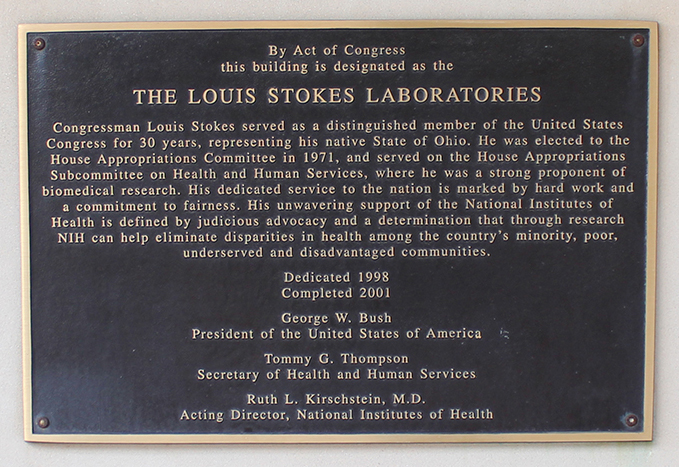 By Act of Congress
this building is designated as the
THE LOUIS STOKES LABORATORIES
Congressman Louis Stokes served as a distinguished member of the United States
Congress for 30 years, representing his native State of Ohio. He was elected to the
House Appropriations Committee in 1971, and served on the House Appropriations
Subcommittee on Health and Human Services, where he was a strong proponent of
biomedical research. His dedicated service to the nation is marked by hard work and
a commitment to fairness. His unwavering support of the National Institutes of
Health is defined by judicious advocacy and a determination that through research
NIH can help eliminate disparities in health among the country's minority, poor,
underserved and disadvantaged communities.
Dedicated 1998
Completed 2001
George W. Bush
President of the United States of America
Tommy G. Thompson
Secretary of Health and Human Services
Ruth L. Kirschstein, M.D.
Acting Director, National Institutes of Health